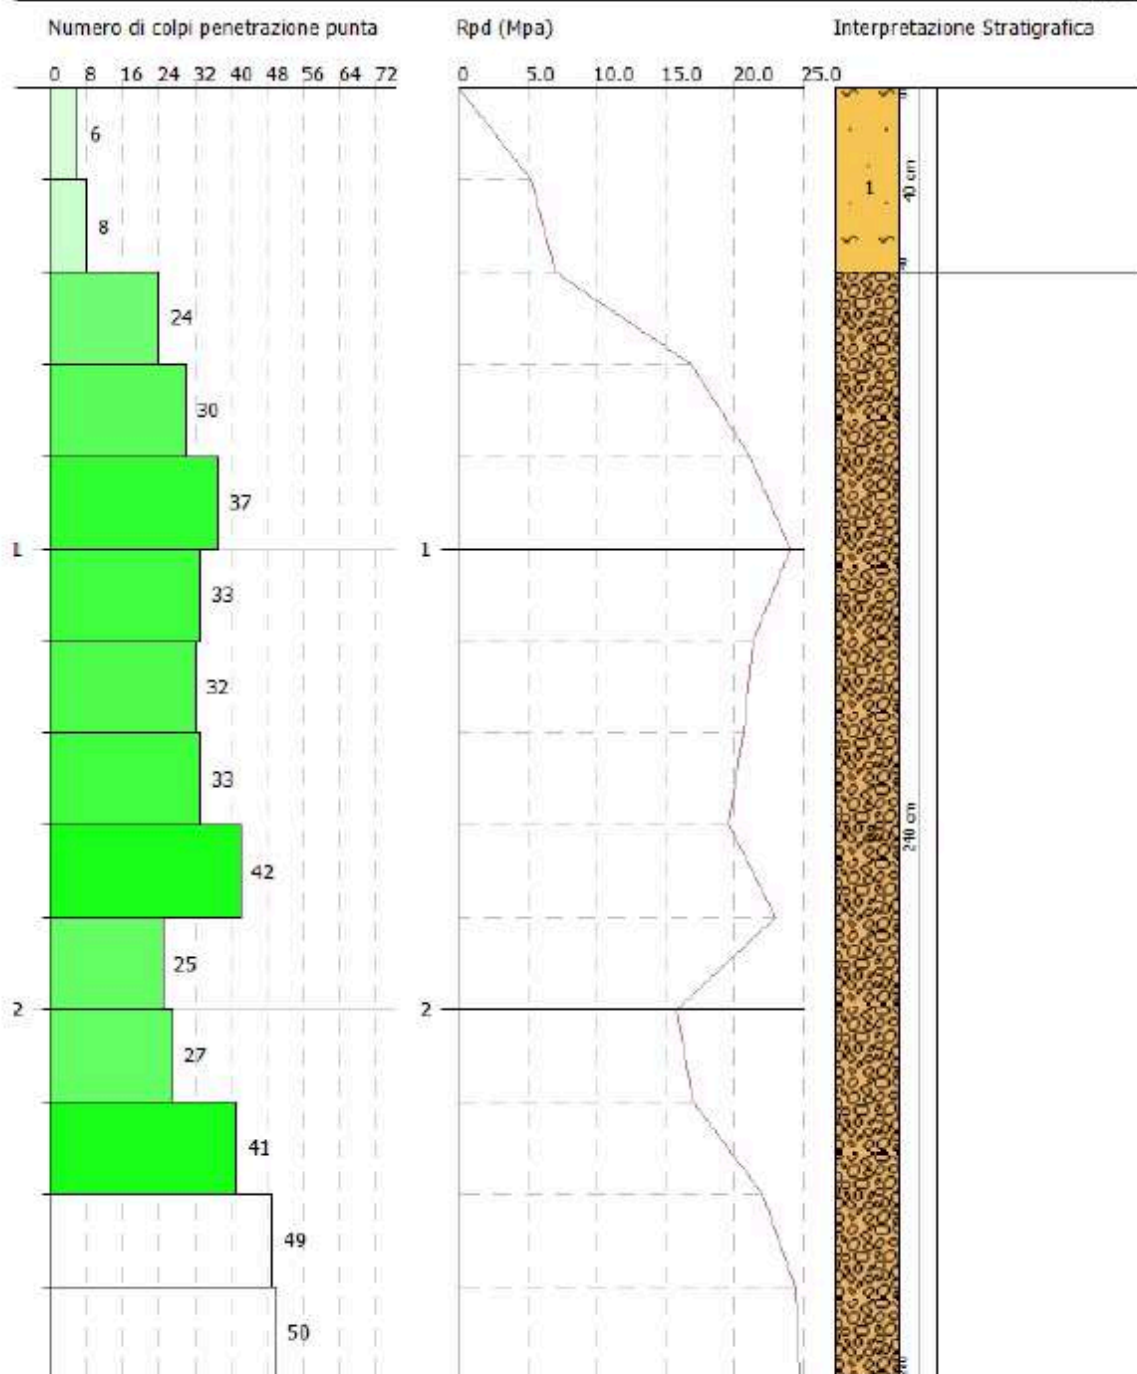 Numero di colpi penetrazione punta
Rpd (Mpa)
Interpretazione Stratigrafica
0 8 16 24 32 40 48 56 64 72
0 5.0 10.0 15.0 20.0 25.0
6
8
24
30
37
1
33
32
33
42
25
2
27
41
49
50
1
2
1
40 cm
240 cm